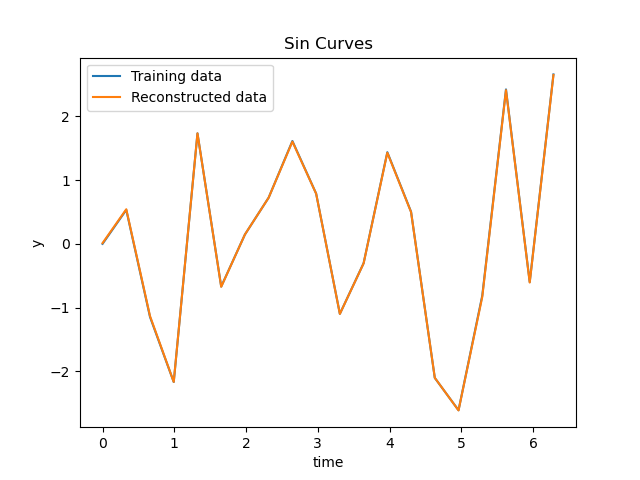 Sin Curves
Training data
Reconstructed data
2
1
0
−1
−2
y
0 1 2 3 4 5 6
time